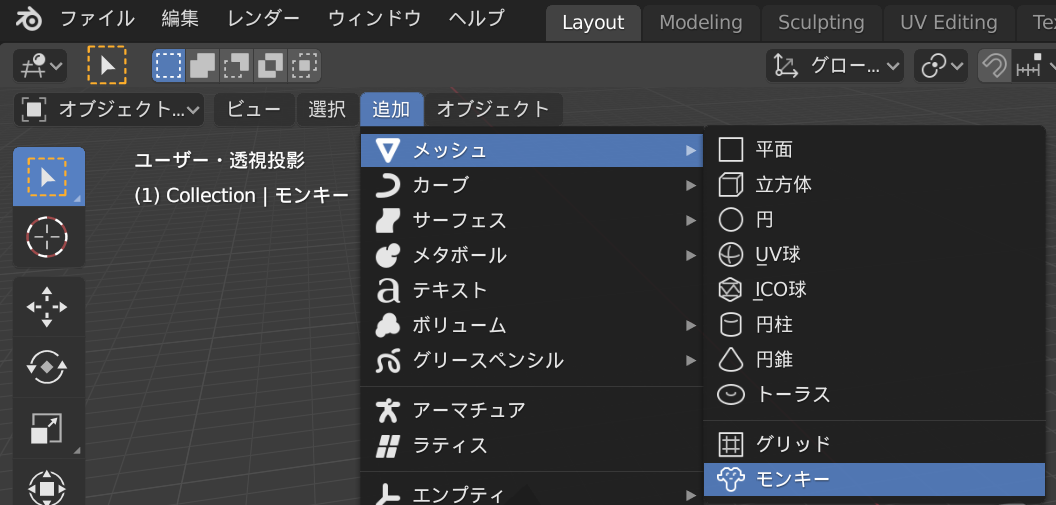 ファイル 編集 レンダー ウィンドウ ヘルプ Layout Modeling Sculpting UV Editing Te
グロー...
オブジェクト... ビュー 選択 追加 オブジェクト
ユーザー・透視投影
(1) Collection | モンキー
メッシュ
カーブ
サーフェス
メタボール
テキスト
ボリューム
グリースペンシル
アーマチュア
ラティス
エンプティ
平面
立方体
円
UV球
ICO球
円柱
円錐
トーラス
グリッド
モンキー